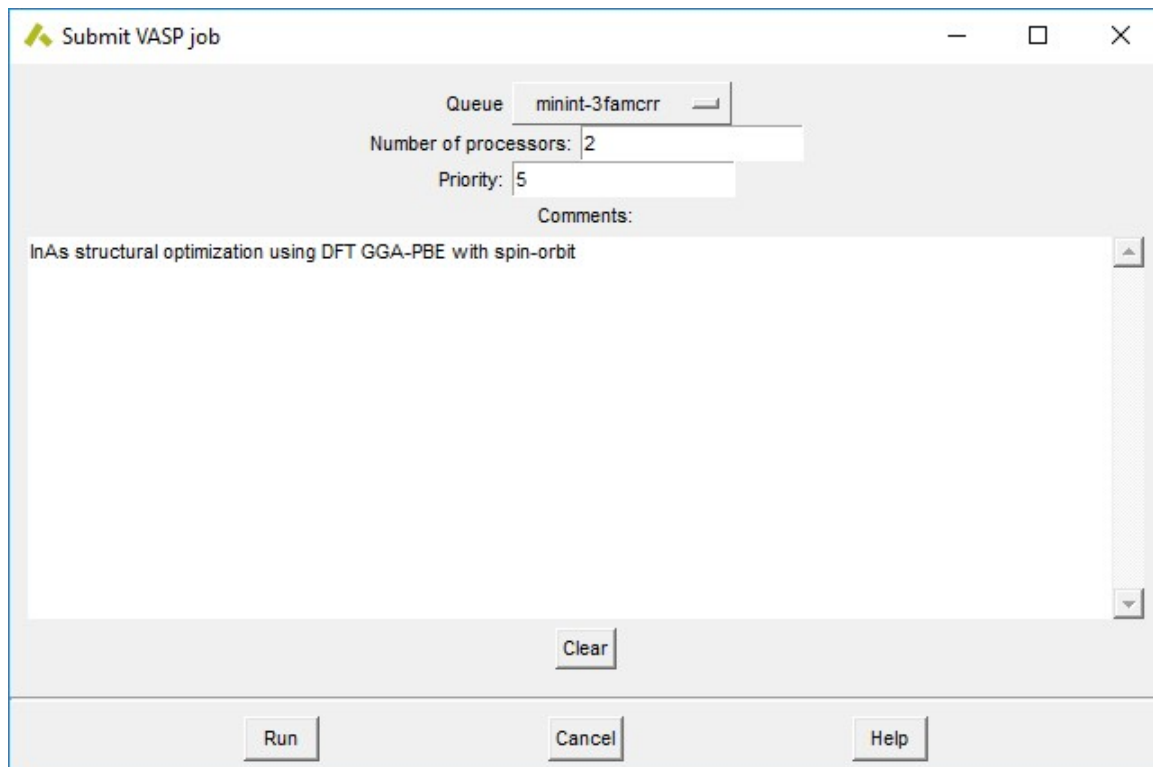 Submit VASP job
Queue minint-3famcrr
Number of processors: 2
Priority: 5
Comments:
InAs structural optimization using DFT GGA-PBE with spin-orbit
Clear
Run Cancel Help